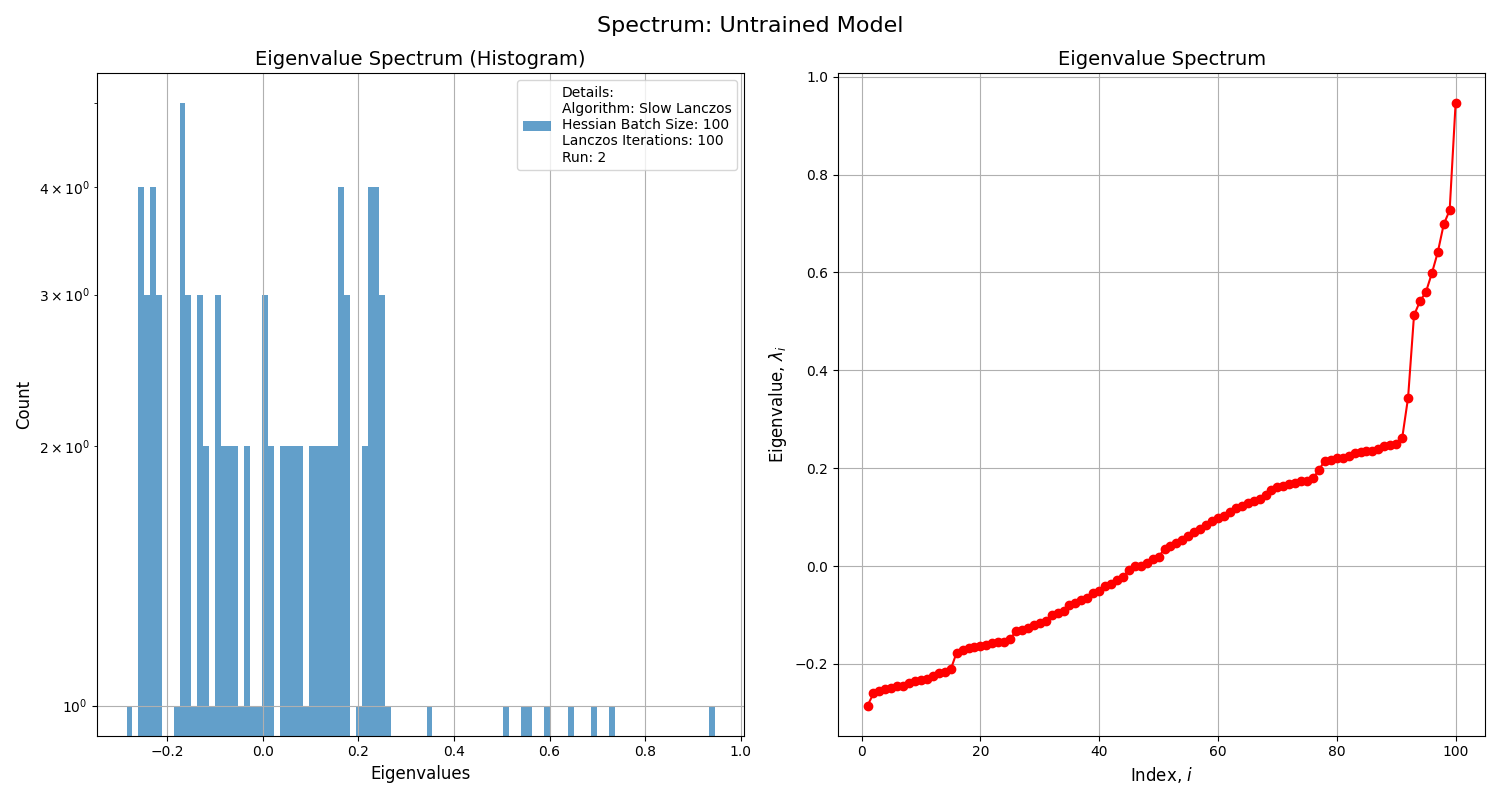 Spectrum: Untrained Model
Eigenvalue Spectrum (Histogram)
Details:
Algorithm: Slow Lanczos
Hessian Batch Size: 100
Lanczos Iterations: 100
Run: 2
4 × 10⁰
3 × 10⁰
2 × 10⁰
10⁰
Count
−0.2 0.0 0.2 0.4 0.6 0.8 1.0
Eigenvalues
Eigenvalue Spectrum
1.0
0.8
0.6
0.4
0.2
0.0
−0.2
Eigenvalue, λᵢ
0 20 40 60 80 100
Index, i